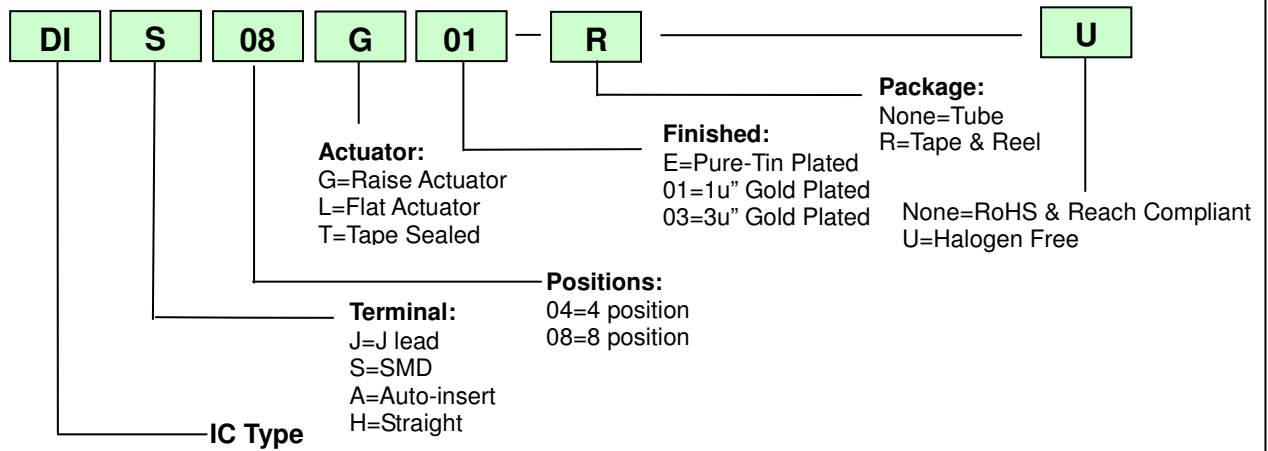 DI S 08 G 01 – R U
Package:
None=Tube
R=Tape & Reel
Finished:
E=Pure-Tin Plated
01=1u” Gold Plated
03=3u” Gold Plated
Actuator:
G=Raise Actuator
L=Flat Actuator
T=Tape Sealed
None=RoHS & Reach Compliant
U=Halogen Free
Positions:
04=4 position
08=8 position
Terminal:
J=J lead
S=SMD
A=Auto-insert
H=Straight
IC Type